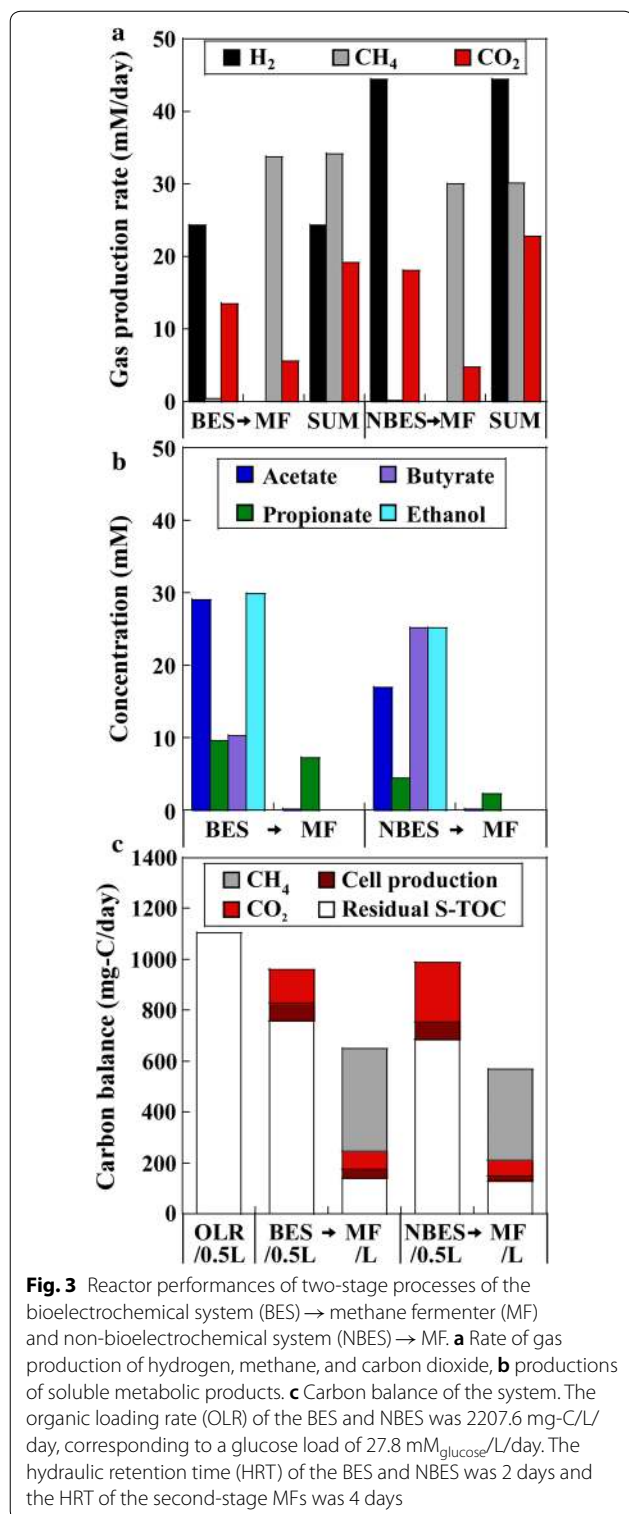 a
50
H₂ CH₄ CO₂
40
30
20
10
0
Gas production rate (mM/day)
BES→MF SUM NBES→MF SUM
b
50
Acetate Butyrate
Propionate Ethanol
40
30
20
10
0
Concentration (mM)
BES → MF NBES → MF
c
1400
CH₄ Cell production
CO₂ Residual S-TOC
1200
1000
800
600
400
200
0
Carbon balance (mg-C/day)
OLR BES → MF NBES → MF
/0.5L /0.5L /L /0.5L /L
Fig. 3 Reactor performances of two-stage processes of the
bioelectrochemical system (BES) → methane fermenter (MF)
and non-bioelectrochemical system (NBES) → MF. a Rate of gas
production of hydrogen, methane, and carbon dioxide, b productions
of soluble metabolic products. c Carbon balance of the system. The
organic loading rate (OLR) of the BES and NBES was 2207.6 mg-C/L/
day, corresponding to a glucose load of 27.8 mM_glucose/L/day. The
hydraulic retention time (HRT) of the BES and NBES was 2 days and
the HRT of the second-stage MFs was 4 days